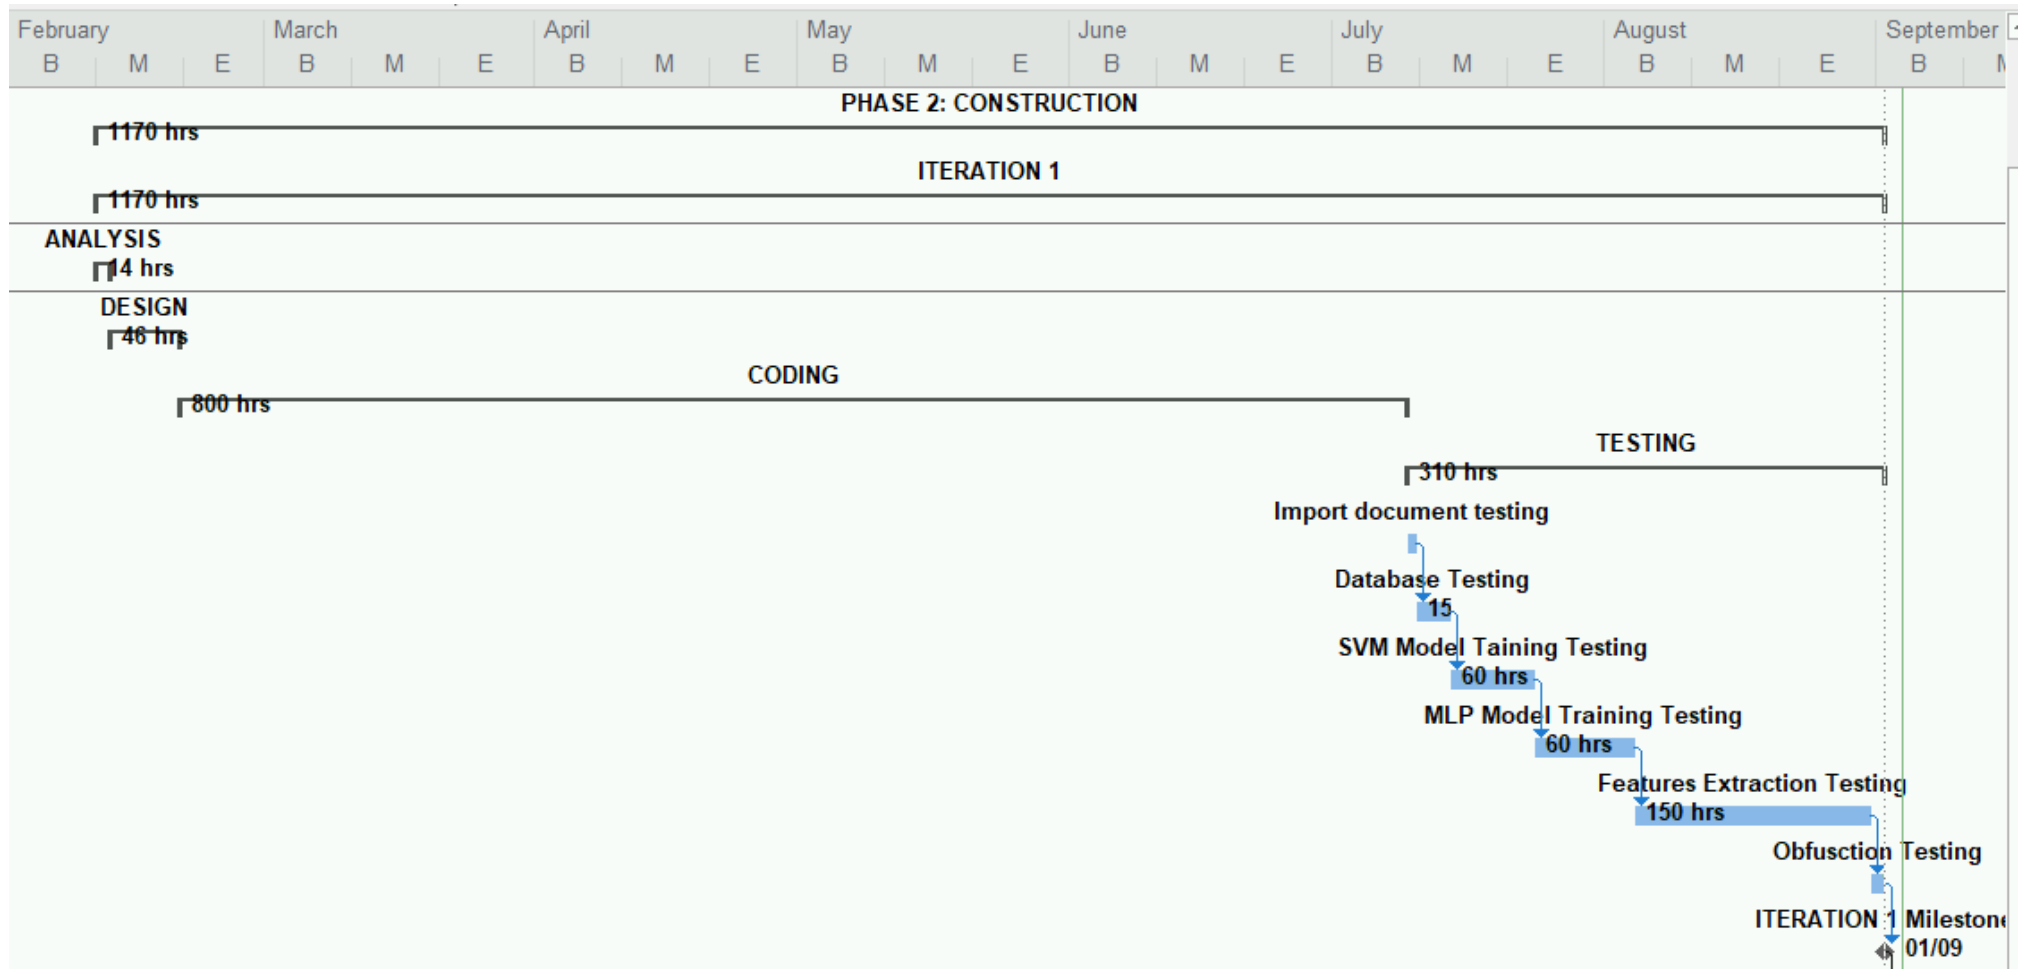 February March April May June July August September
B M E B M E B M E B M E B M E B M E B M E B
PHASE 2: CONSTRUCTION
1170 hrs
ITERATION 1
1170 hrs
ANALYSIS
14 hrs
DESIGN
46 hrs
CODING
800 hrs
TESTING
310 hrs
Import document testing
Database Testing
15
SVM Model Taining Testing
60 hrs
MLP Model Training Testing
60 hrs
Features Extraction Testing
150 hrs
Obfusction Testing
ITERATION 1 Milestone
01/09